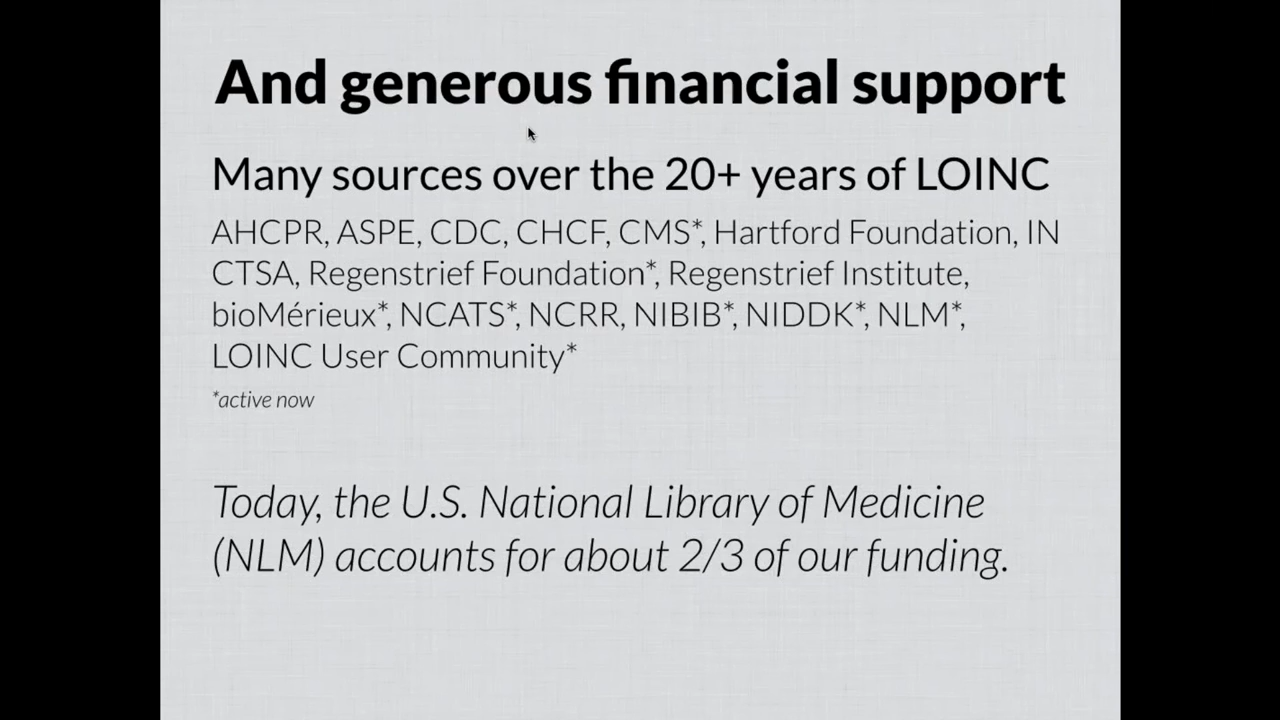 And generous financial support
Many sources over the 20+ years of LOINC
AHCPR, ASPE, CDC, CHCF, CMS*, Hartford Foundation, IN
CTSA, Regenstrief Foundation*, Regenstrief Institute,
bioMérieux*, NCATS*, NCRR, NIBIB*, NIDDK*, NLM*,
LOINC User Community*
*active now
Today, the U.S. National Library of Medicine
(NLM) accounts for about 2/3 of our funding.